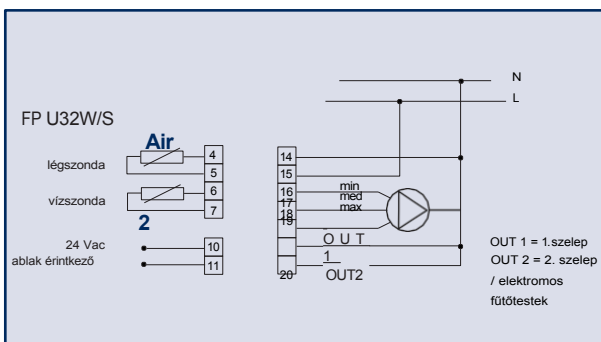 N
L
FP U32W/S
Air
légszonda
4
5
6
vízszonda
7
2
24 Vac
10
ablak érintkező
11
14
15
16
17
18
19
20
min
med
max
OUT
1
OUT2
OUT 1 = 1.szelep
OUT 2 = 2. szelep
/ elektromos
fűtőtestek